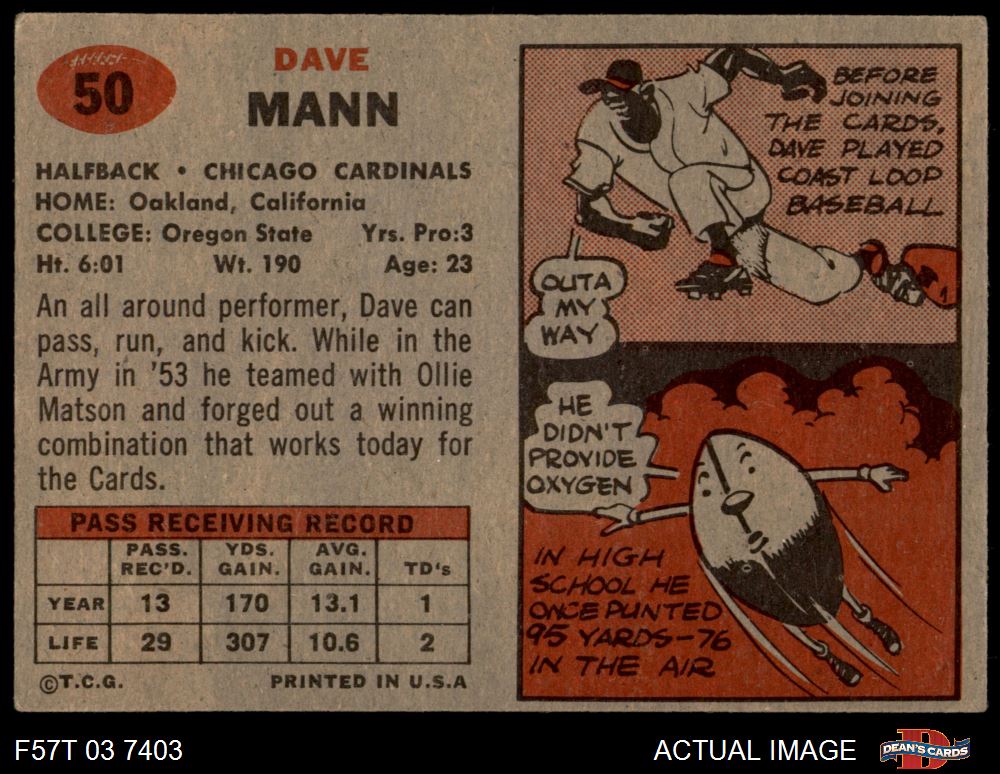 50
DAVE
MANN
HALFBACK • CHICAGO CARDINALS
HOME: Oakland, California
COLLEGE: Oregon State Yrs. Pro:3
Ht. 6:01 Wt. 190 Age: 23
An all around performer, Dave can
pass, run, and kick. While in the
Army in '53 he teamed with Ollie
Matson and forged out a winning
combination that works today for
the Cards.
PASS RECEIVING RECORD
PASS. REC'D. YDS. GAIN. AVG. GAIN. TD's
YEAR 13 170 13.1 1
LIFE 29 307 10.6 2
©T.C.G. PRINTED IN U.S.A
BEFORE
JOINING
THE CARDS,
DAVE PLAYED
COAST LOOP
BASEBALL
OUTA
MY
WAY
HE
DIDN'T
PROVIDE
OXYGEN
IN HIGH
SCHOOL HE
ONCE PUNTED
95 YARDS-76
IN THE AIR
F57T 03 7403
ACTUAL IMAGE
DEAN'S CARDS